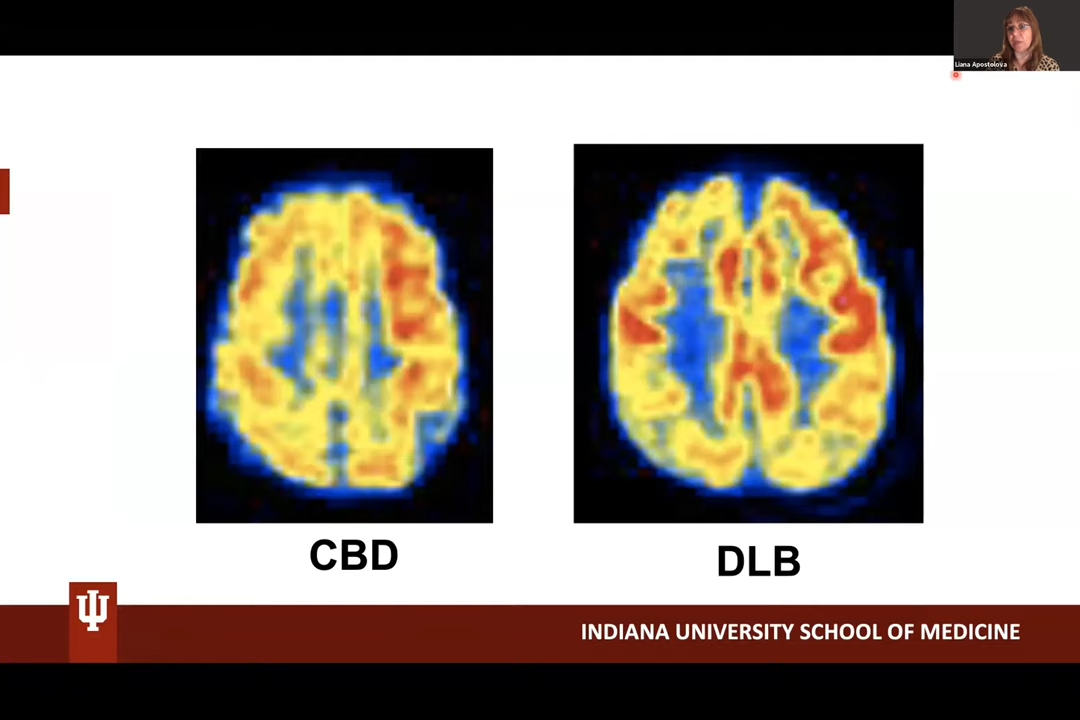 Liana Apostolova
CBD
DLB
INDIANA UNIVERSITY SCHOOL OF MEDICINE